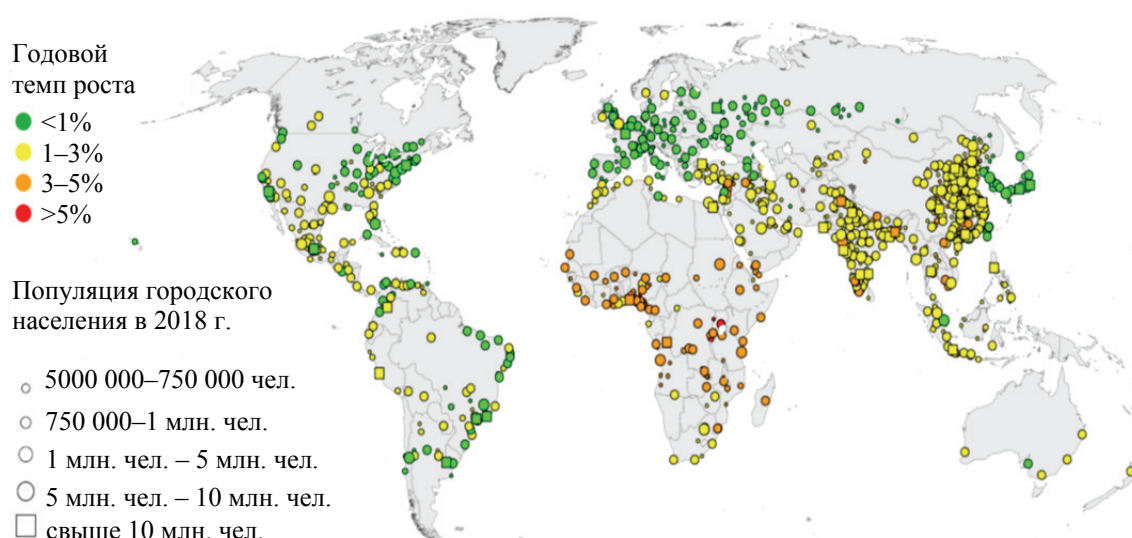 Годовой
темп роста
<1%
1–3%
3–5%
>5%
Популяция городского
населения в 2018 г.
5000 000–750 000 чел.
750 000–1 млн. чел.
1 млн. чел. – 5 млн. чел.
5 млн. чел. – 10 млн. чел.
свыше 10 млн. чел.